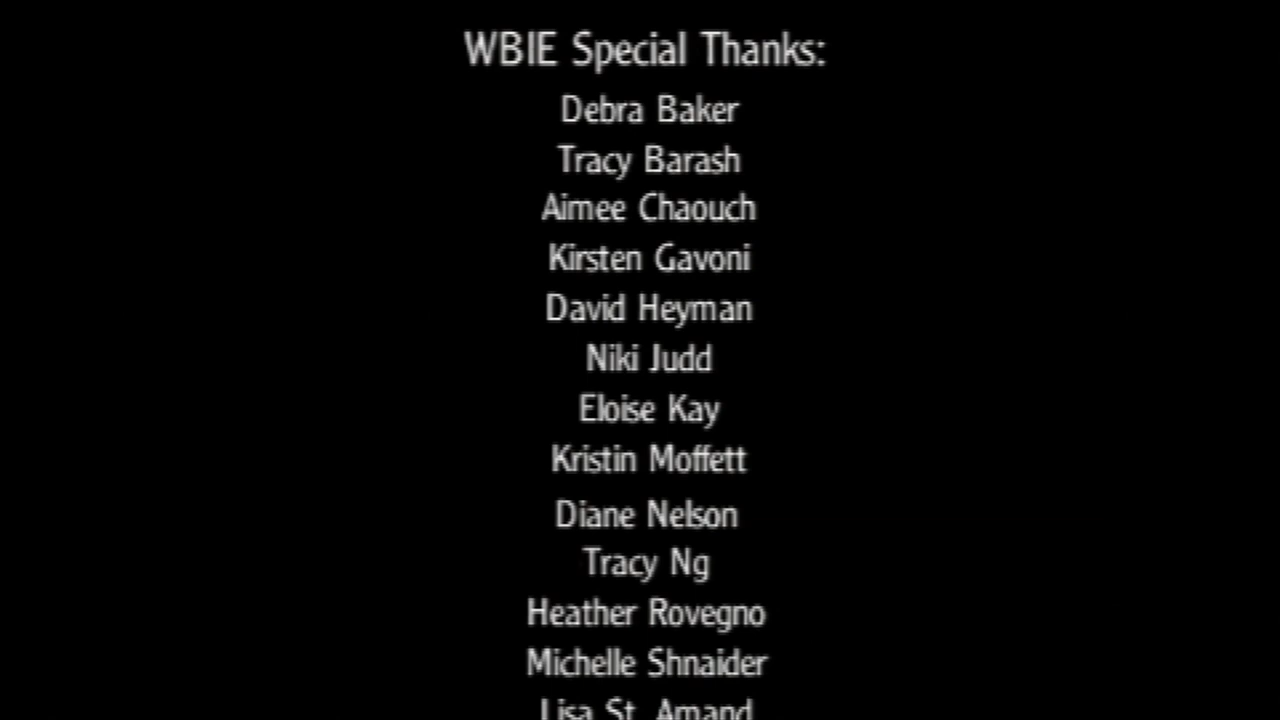 WBIE Special Thanks:
Debra Baker
Tracy Barash
Aimee Chaouch
Kirsten Gavoni
David Heyman
Niki Judd
Eloise Kay
Kristin Moffett
Diane Nelson
Tracy Ng
Heather Rovegno
Michelle Shnaider
Lisa St. Amand